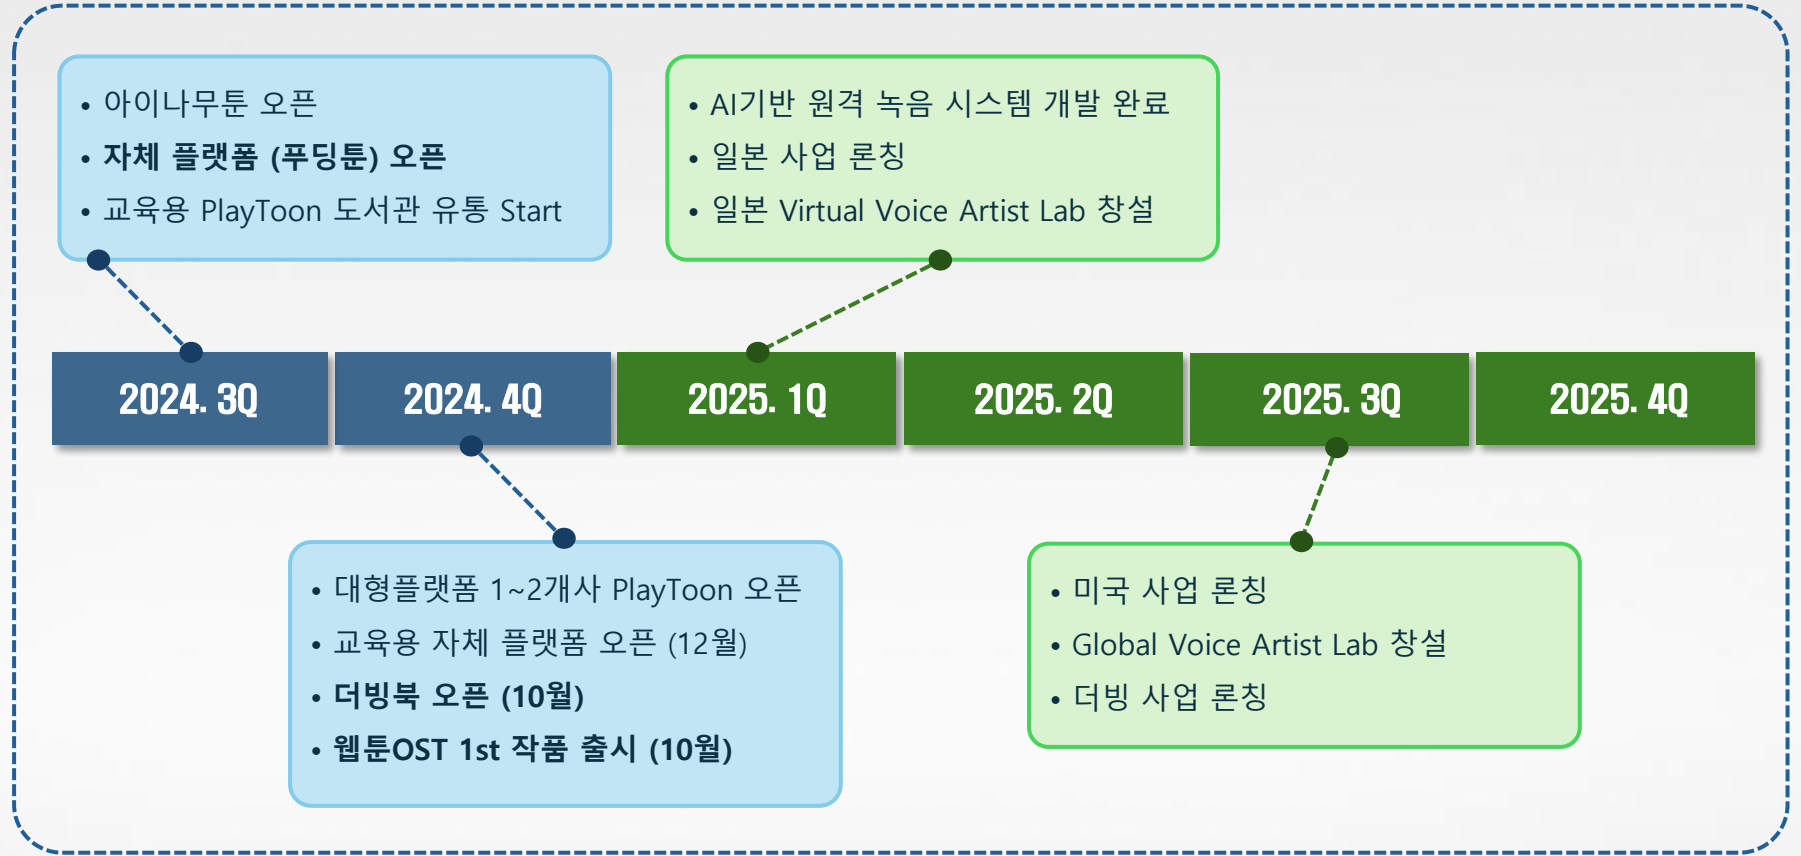 • 아이나무툰 오픈
• 자체 플랫폼 (푸딩툰) 오픈
• 교육용 PlayToon 도서관 유통 Start
• AI기반 원격 녹음 시스템 개발 완료
• 일본 사업 론칭
• 일본 Virtual Voice Artist Lab 창설
2024. 3Q
2024. 4Q
2025. 1Q
2025. 2Q
2025. 3Q
2025. 4Q
• 대형플랫폼 1~2개사 PlayToon 오픈
• 교육용 자체 플랫폼 오픈 (12월)
• 더빙북 오픈 (10월)
• 웹툰OST 1st 작품 출시 (10월)
• 미국 사업 론칭
• Global Voice Artist Lab 창설
• 더빙 사업 론칭